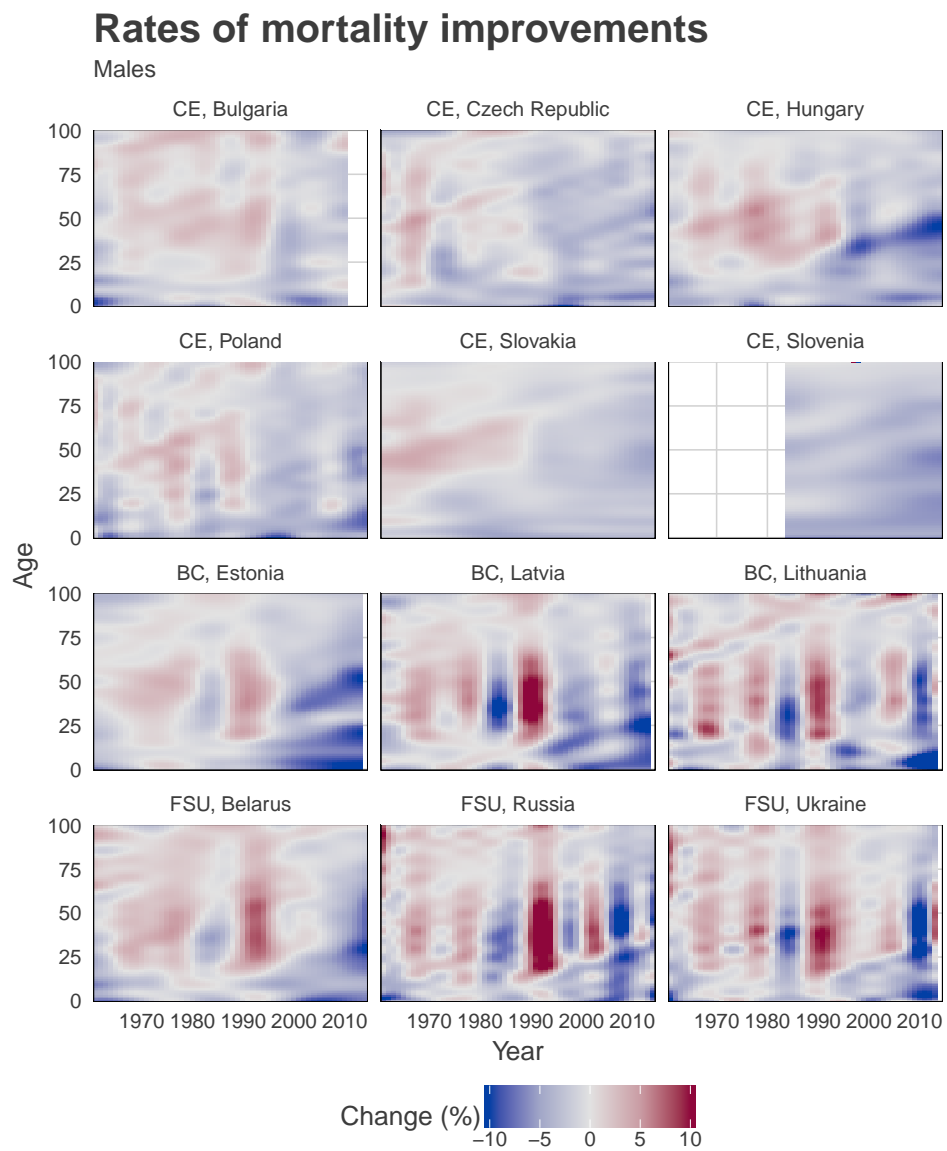 Rates of mortality improvements
Males
CE, Bulgaria CE, Czech Republic CE, Hungary
100
75
50
25
0
CE, Poland CE, Slovakia CE, Slovenia
100
75
50
25
0
Age
BC, Estonia BC, Latvia BC, Lithuania
100
75
50
25
0
FSU, Belarus FSU, Russia FSU, Ukraine
100
75
50
25
0
1970 1980 1990 2000 2010 1970 1980 1990 2000 2010 1970 1980 1990 2000 2010
Year
Change (%)
−10 −5 0 5 10